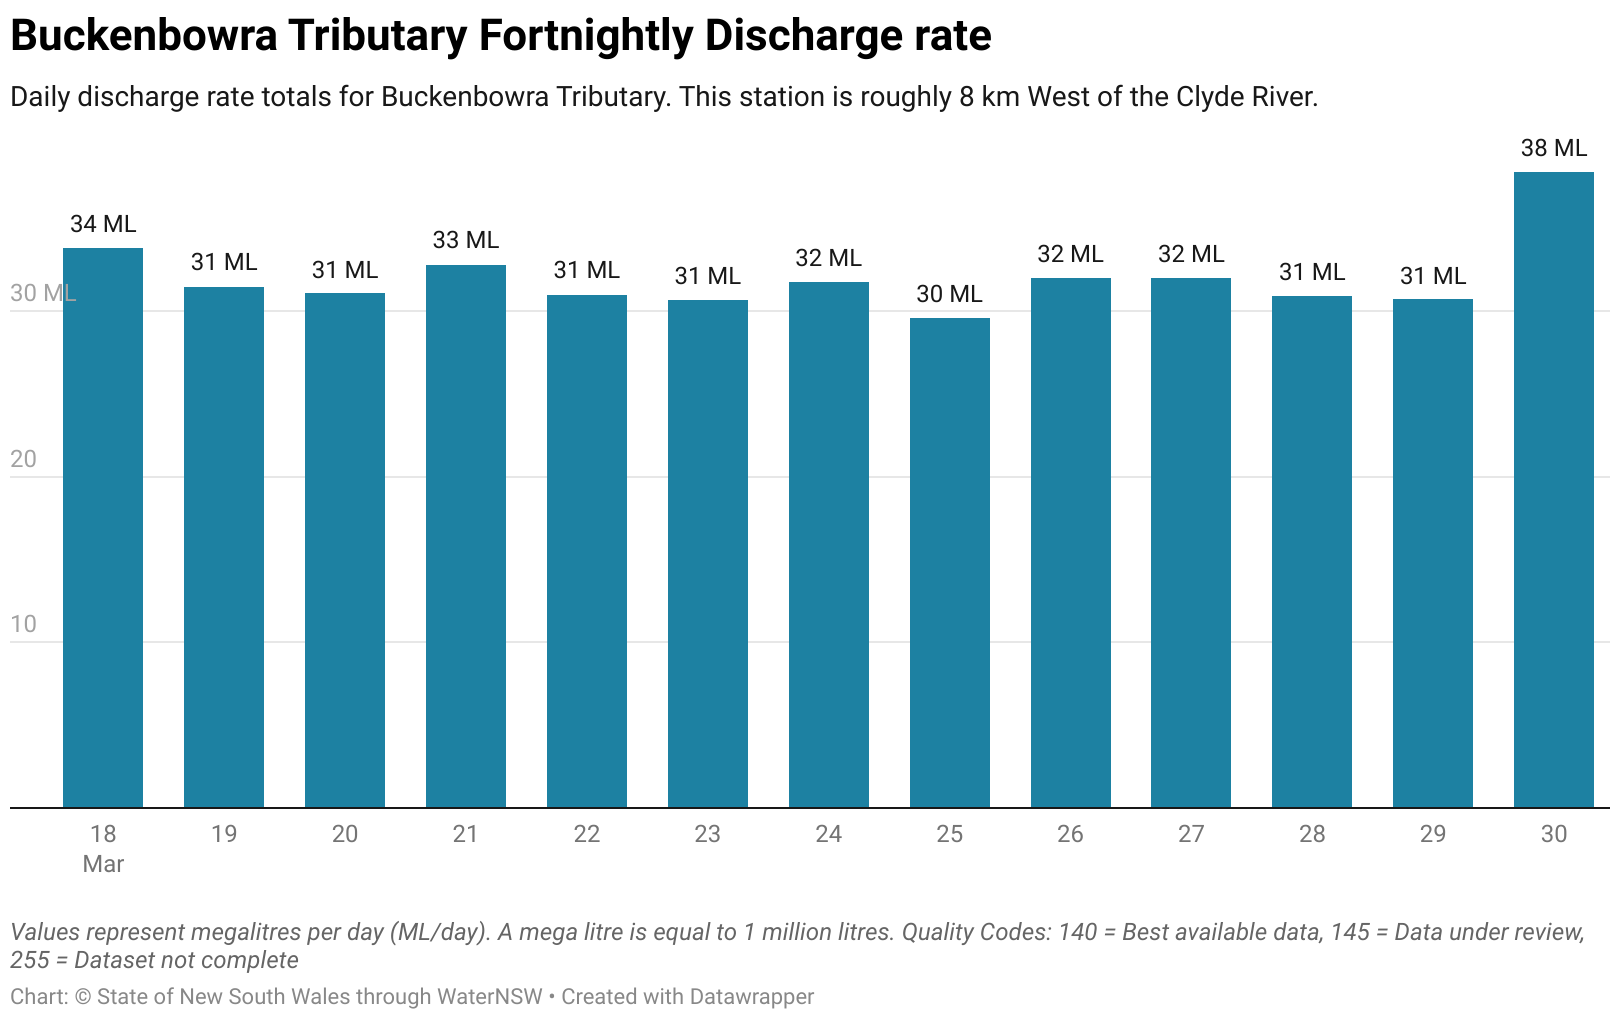 Buckenbowra Tributary Fortnightly Discharge rate
Daily discharge rate totals for Buckenbowra Tributary. This station is roughly 8 km West of the Clyde River.
38 ML
34 ML
31 ML
31 ML
33 ML
31 ML
31 ML
32 ML
30 ML
32 ML
32 ML
31 ML
31 ML
30 ML
20
10
18 19 20 21 22 23 24 25 26 27 28 29 30
Mar
Values represent megalitres per day (ML/day). A mega litre is equal to 1 million litres. Quality Codes: 140 = Best available data, 145 = Data under review,
255 = Dataset not complete
Chart: © State of New South Wales through WaterNSW • Created with Datawrapper